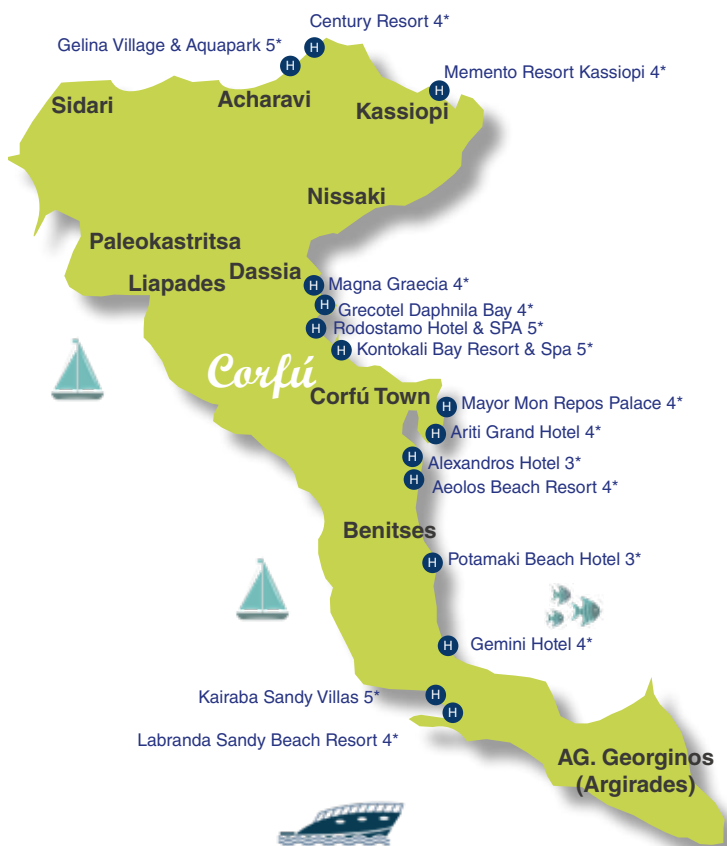 Century Resort 4*
Gelina Village & Aquapark 5*
H
H
Memento Resort Kassiopi 4*
H
Sidari
Acharavi
Kassiopi
Nissaki
Paleokastritsa
Dassia
Liapades
H Magna Graecia 4*
H Grecotel Daphnila Bay 4*
H Rodostamo Hotel & SPA 5*
H Kontokali Bay Resort & Spa 5*
Corfú
Corfú Town
H Mayor Mon Repos Palace 4*
H Ariti Grand Hotel 4*
H Alexandros Hotel 3*
H Aeolos Beach Resort 4*
Benitses
H Potamaki Beach Hotel 3*
H Gemini Hotel 4*
Kairaba Sandy Villas 5* H
Labranda Sandy Beach Resort 4* H
AG. Georginos
(Argirades)